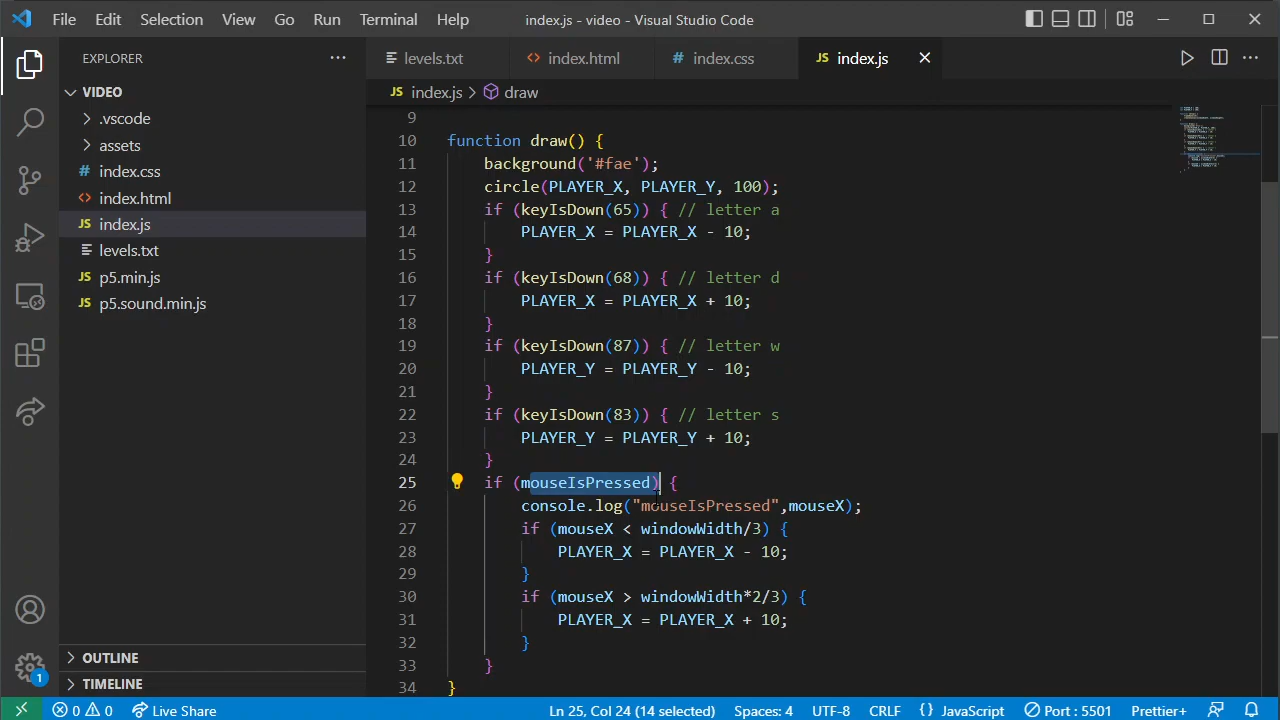 File Edit Selection View Go Run Terminal Help index.js - video - Visual Studio Code
EXPLORER
VIDEO
.vscode
assets
index.css
index.html
index.js
levels.txt
p5.min.js
p5.sound.min.js
OUTLINE
TIMELINE
levels.txt index.html index.css index.js
index.js > draw
9
10 function draw() {
11 background('#fae');
12 circle(PLAYER_X, PLAYER_Y, 100);
13 if (keyIsDown(65)) { // letter a
14 PLAYER_X = PLAYER_X - 10;
15 }
16 if (keyIsDown(68)) { // letter d
17 PLAYER_X = PLAYER_X + 10;
18 }
19 if (keyIsDown(87)) { // letter w
20 PLAYER_Y = PLAYER_Y - 10;
21 }
22 if (keyIsDown(83)) { // letter s
23 PLAYER_Y = PLAYER_Y + 10;
24 }
25 if (mouseIsPressed) {
26 console.log("mouseIsPressed",mouseX);
27 if (mouseX < windowWidth/3) {
28 PLAYER_X = PLAYER_X - 10;
29 }
30 if (mouseX > windowWidth*2/3) {
31 PLAYER_X = PLAYER_X + 10;
32 }
33 }
34 }
1
0 0 Live Share Ln 25, Col 24 (14 selected) Spaces: 4 UTF-8 CRLF {} JavaScript Port : 5501 Prettier+